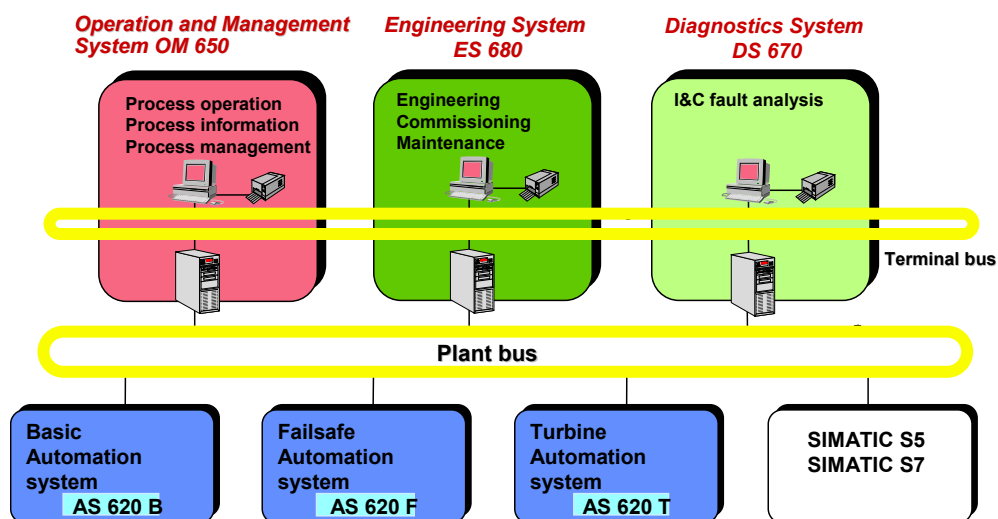 Operation and Management
System OM 650
Engineering System
ES 680
Diagnostics System
DS 670
Process operation
Process information
Process management
Engineering
Commissioning
Maintenance
I&C fault analysis
Terminal bus
Plant bus
Basic
Automation
system
AS 620 B
Failsafe
Automation
system
AS 620 F
Turbine
Automation
system
AS 620 T
SIMATIC S5
SIMATIC S7